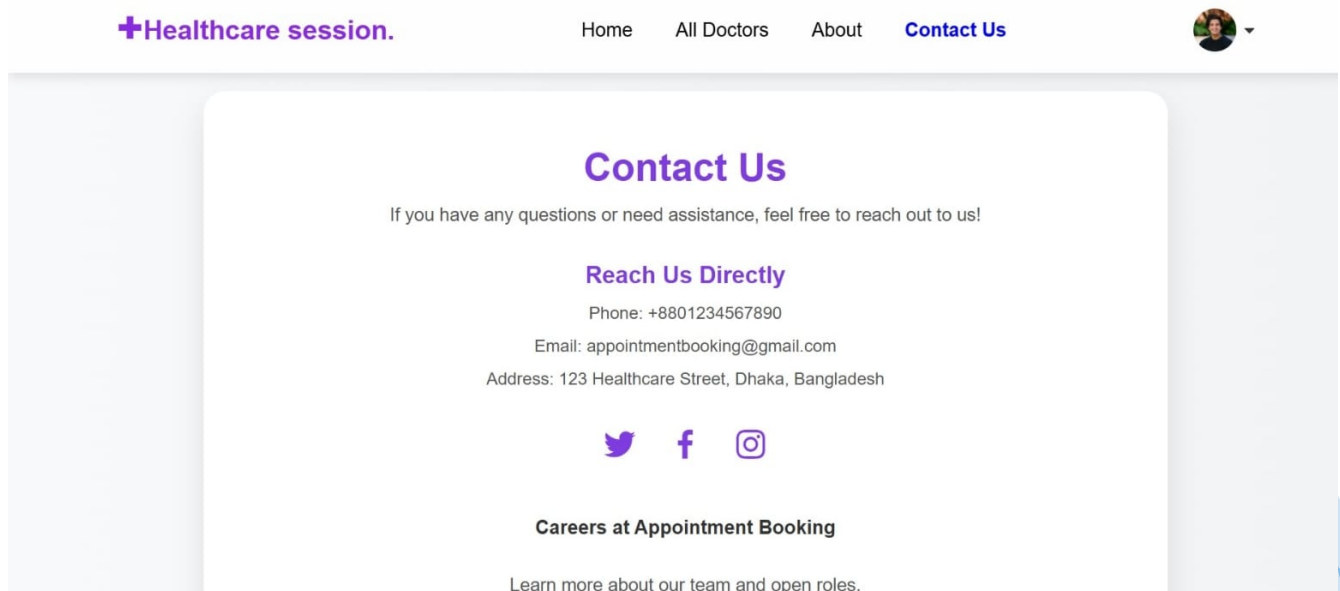 +Healthcare session.
Home All Doctors About Contact Us
Contact Us
If you have any questions or need assistance, feel free to reach out to us!
Reach Us Directly
Phone: +8801234567890
Email: appointmentbooking@gmail.com
Address: 123 Healthcare Street, Dhaka, Bangladesh
Careers at Appointment Booking
Learn more about our team and open roles.